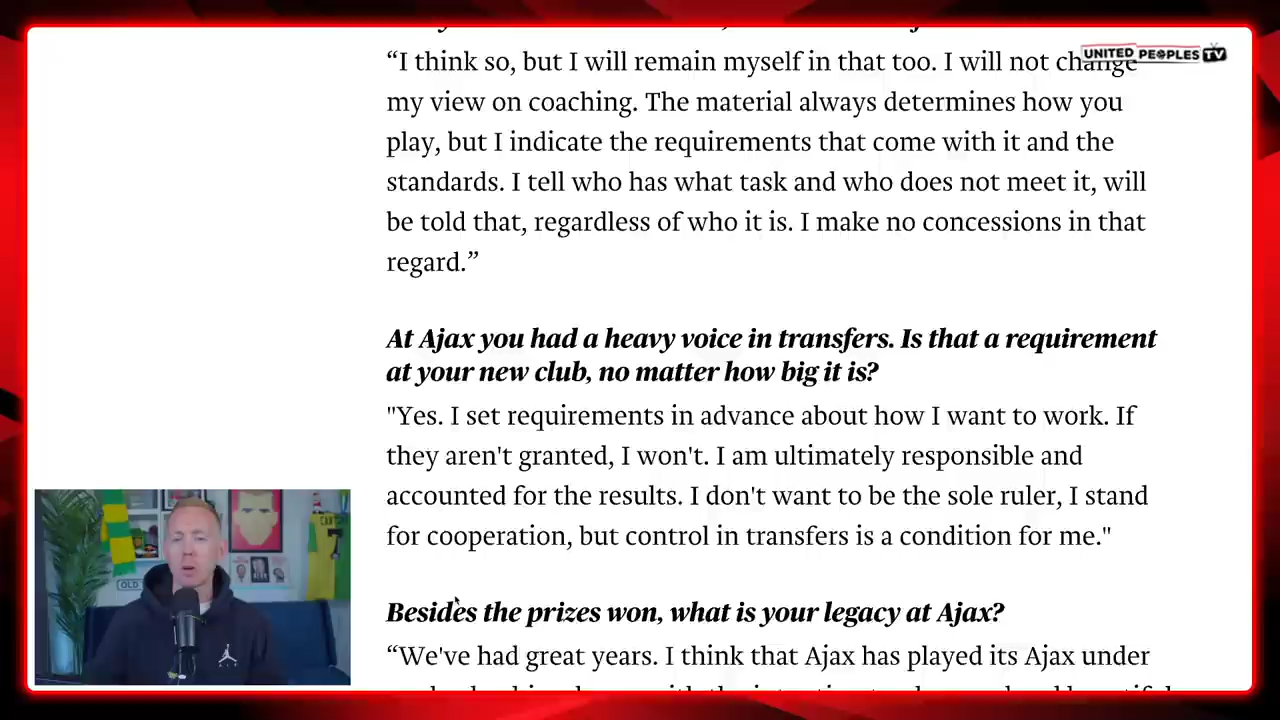 “I think so, but I will remain myself in that too. I will not change
UNITED PEOPLES TV
my view on coaching. The material always determines how you
play, but I indicate the requirements that come with it and the
standards. I tell who has what task and who does not meet it, will
be told that, regardless of who it is. I make no concessions in that
regard.”
At Ajax you had a heavy voice in transfers. Is that a requirement
at your new club, no matter how big it is?
"Yes. I set requirements in advance about how I want to work. If
they aren't granted, I won't. I am ultimately responsible and
accounted for the results. I don't want to be the sole ruler, I stand
for cooperation, but control in transfers is a condition for me."
Besides the prizes won, what is your legacy at Ajax?
“We've had great years. I think that Ajax has played its Ajax under
OLD